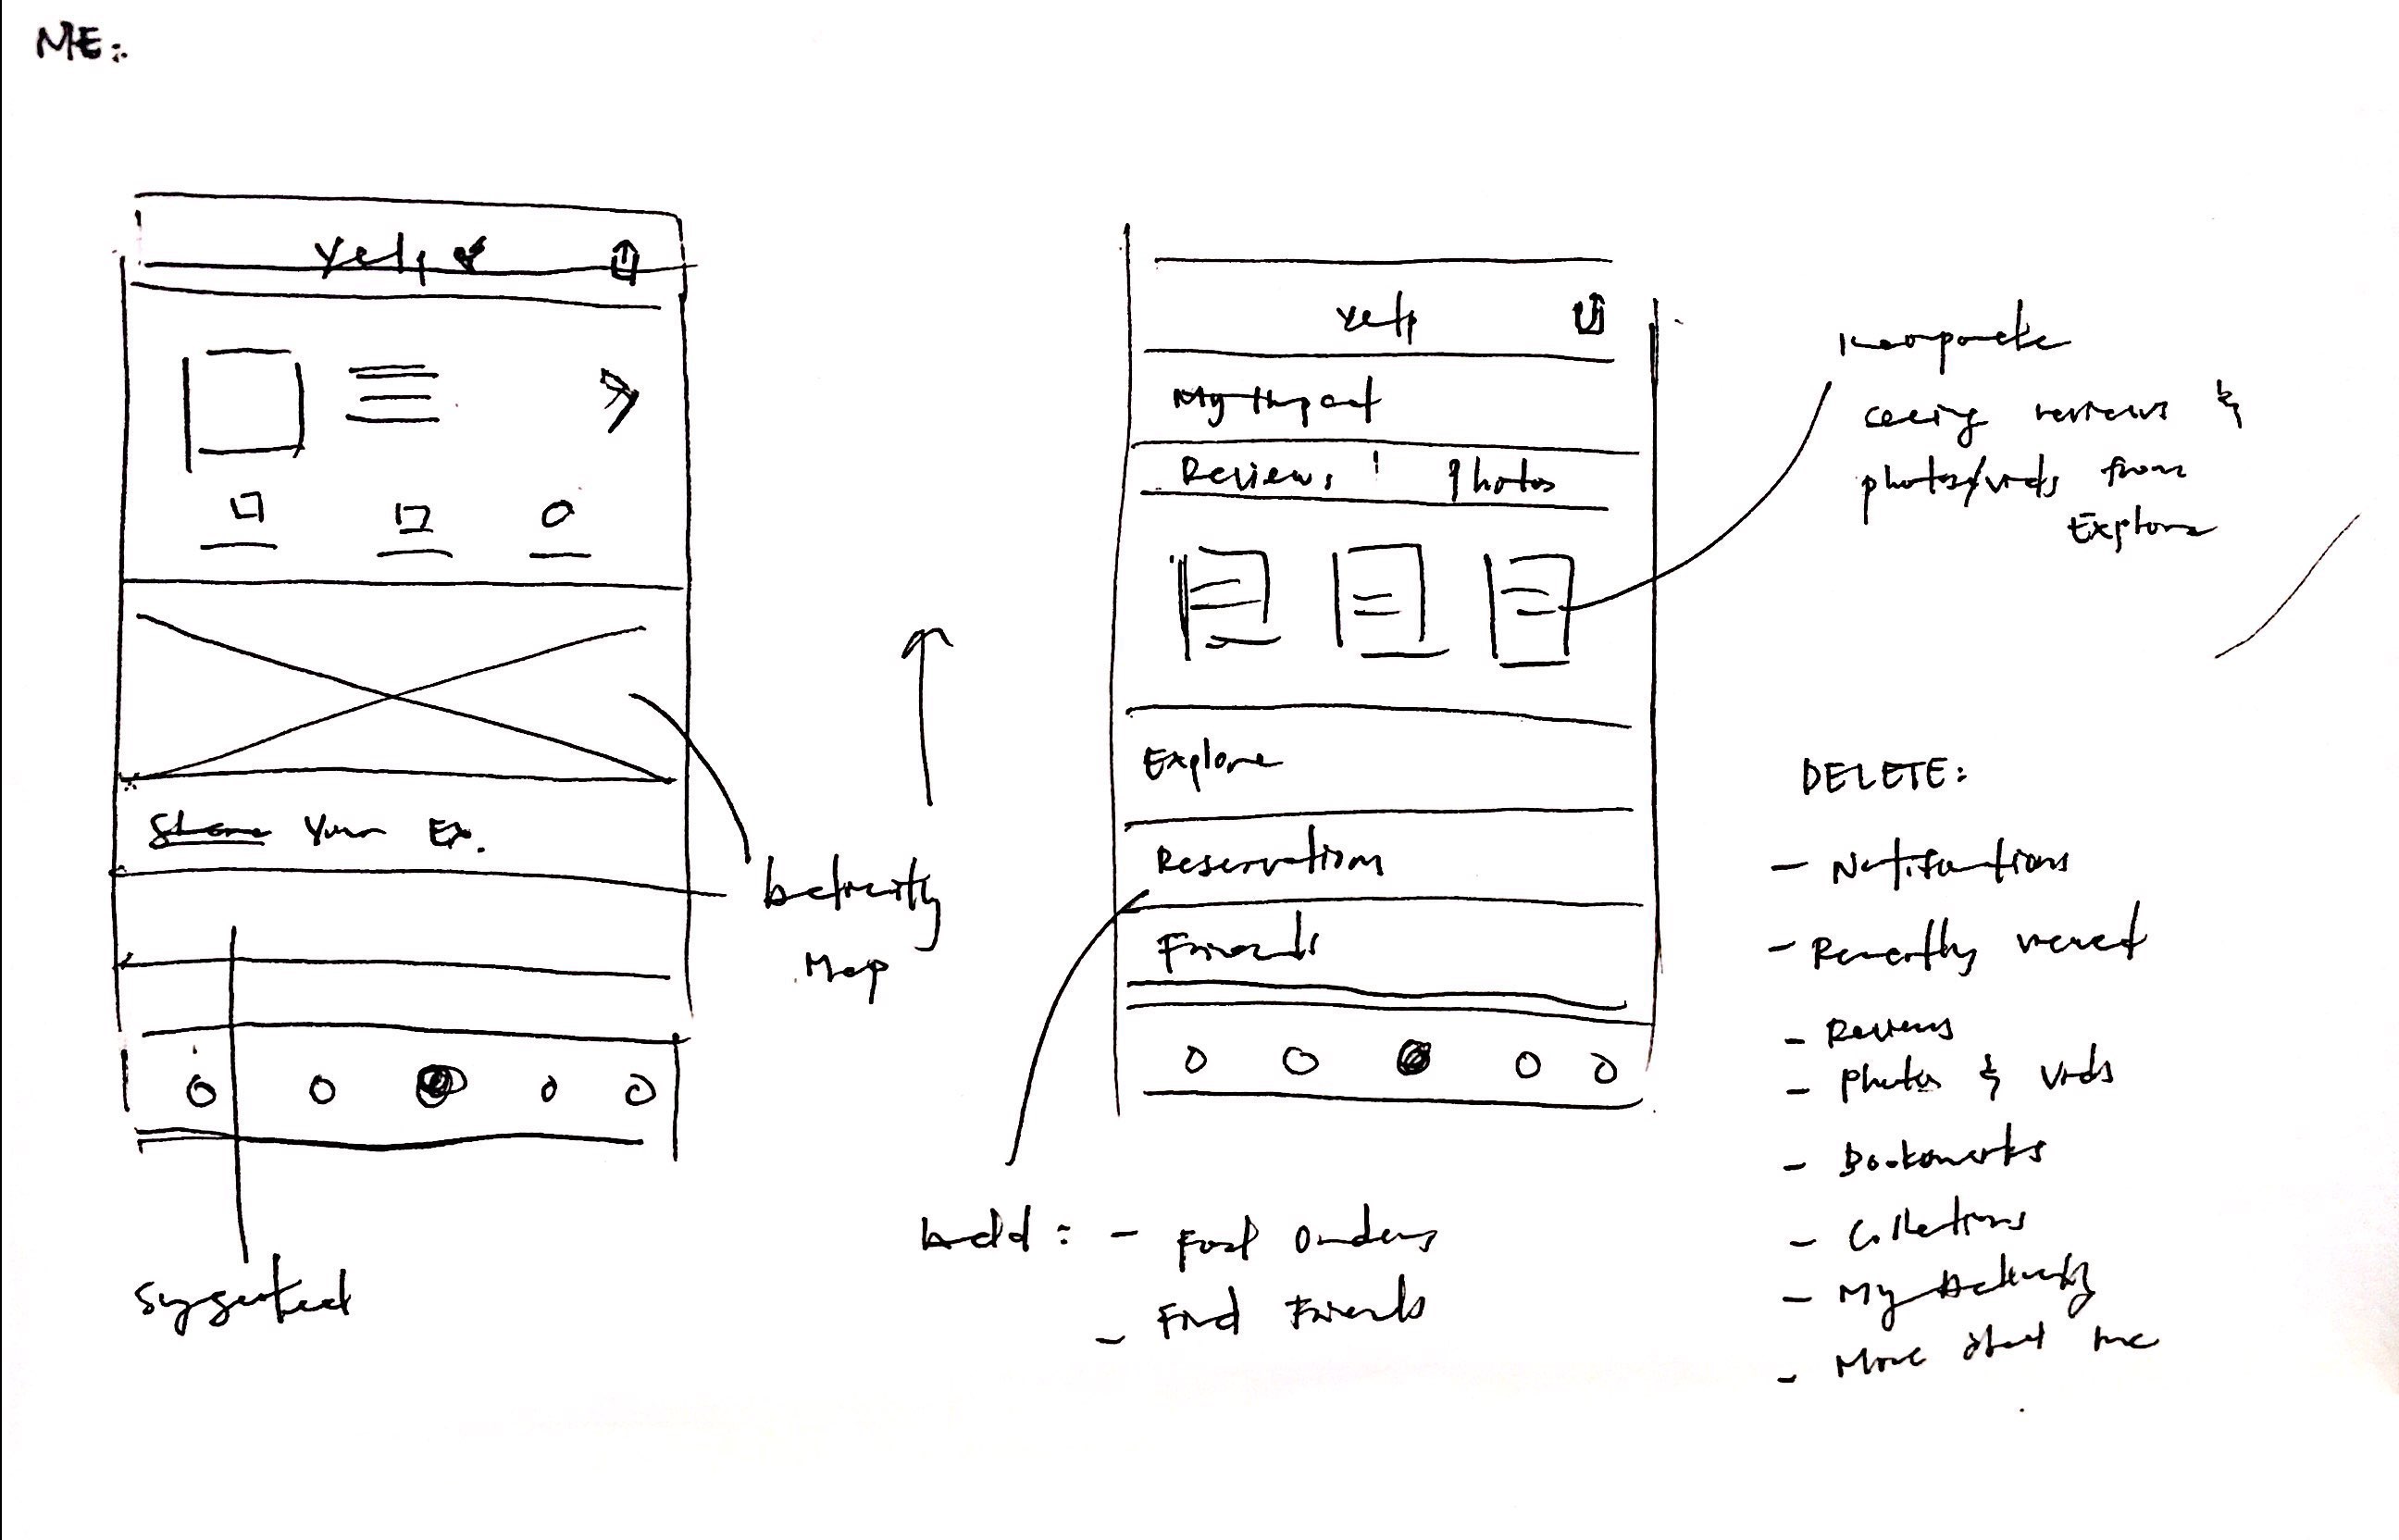 ME:
Yelp
Share Your Ex.
Activity
Map
Suggested
Yelp
My Impact
Reviews Photos
Explore
Reservations
Friends
Incorporate
seeing reviews &
photos/vids from
Explore
Add: - Food Orders
- Find Friends
DELETE:
- Notifications
- Recently viewed
- Reviews
- Photos & Vids
- Bookmarks
- Collections
- My Activity
- More about me